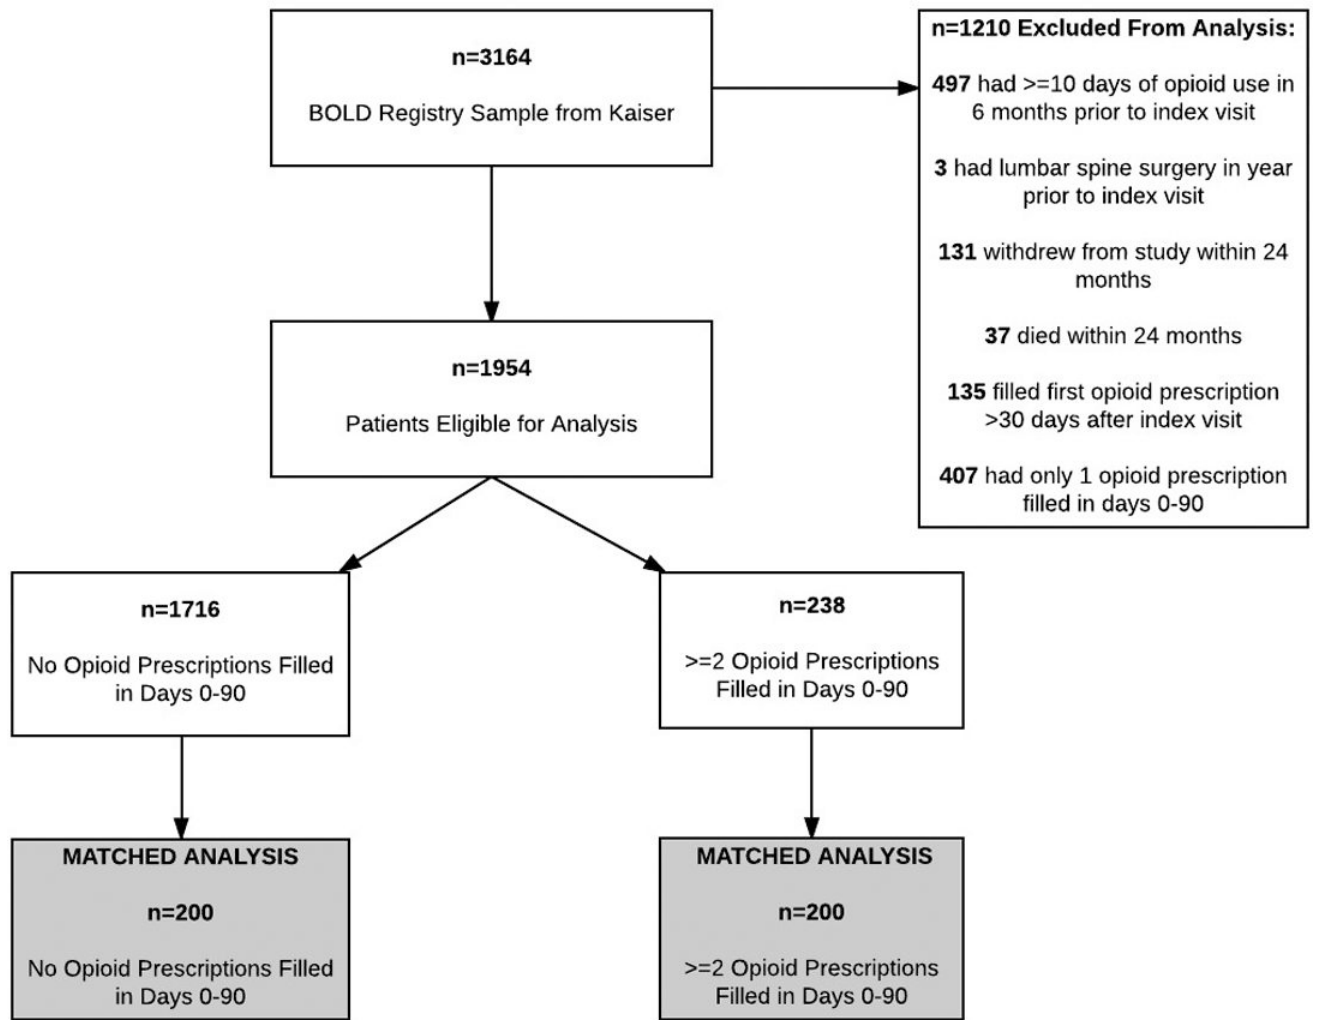 n=3164
BOLD Registry Sample from Kaiser
n=1210 Excluded From Analysis:
497 had >=10 days of opioid use in
6 months prior to index visit
3 had lumbar spine surgery in year
prior to index visit
131 withdrew from study within 24
months
37 died within 24 months
135 filled first opioid prescription
>30 days after index visit
407 had only 1 opioid prescription
filled in days 0-90
n=1954
Patients Eligible for Analysis
n=1716
No Opioid Prescriptions Filled
in Days 0-90
n=238
>=2 Opioid Prescriptions
Filled in Days 0-90
MATCHED ANALYSIS
n=200
No Opioid Prescriptions Filled
in Days 0-90
MATCHED ANALYSIS
n=200
>=2 Opioid Prescriptions
Filled in Days 0-90